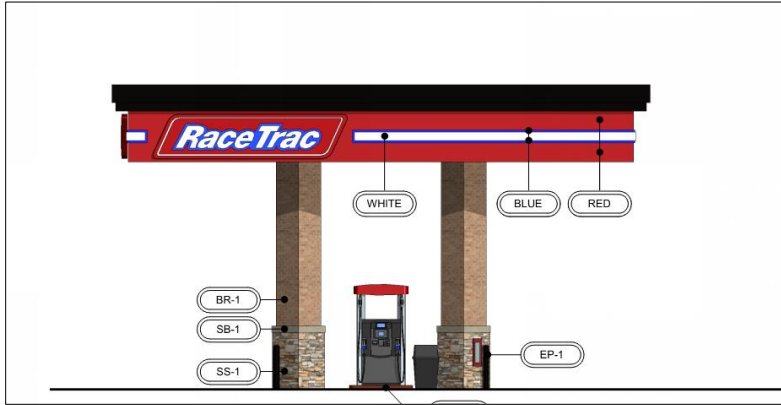 RaceTrac
WHITE
BLUE
RED
BR-1
SB-1
EP-1
SS-1